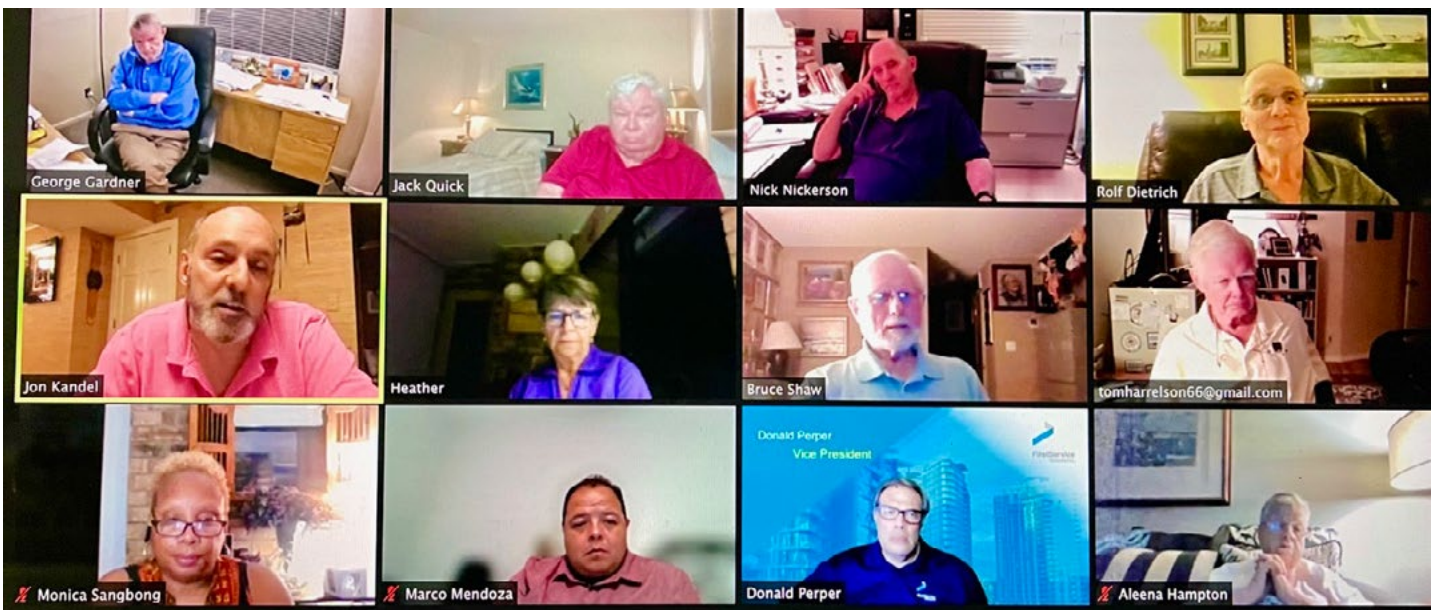 George Gardner
Jack Quick
Nick Nickerson
Rolf Dietrich
Jon Kandel
Heather
Bruce Shaw
tomharrelson66@gmail.com
Monica Sangbong
Marco Mendoza
Donald Perper
Vice President
FirstService
Donald Perper
Aleena Hampton